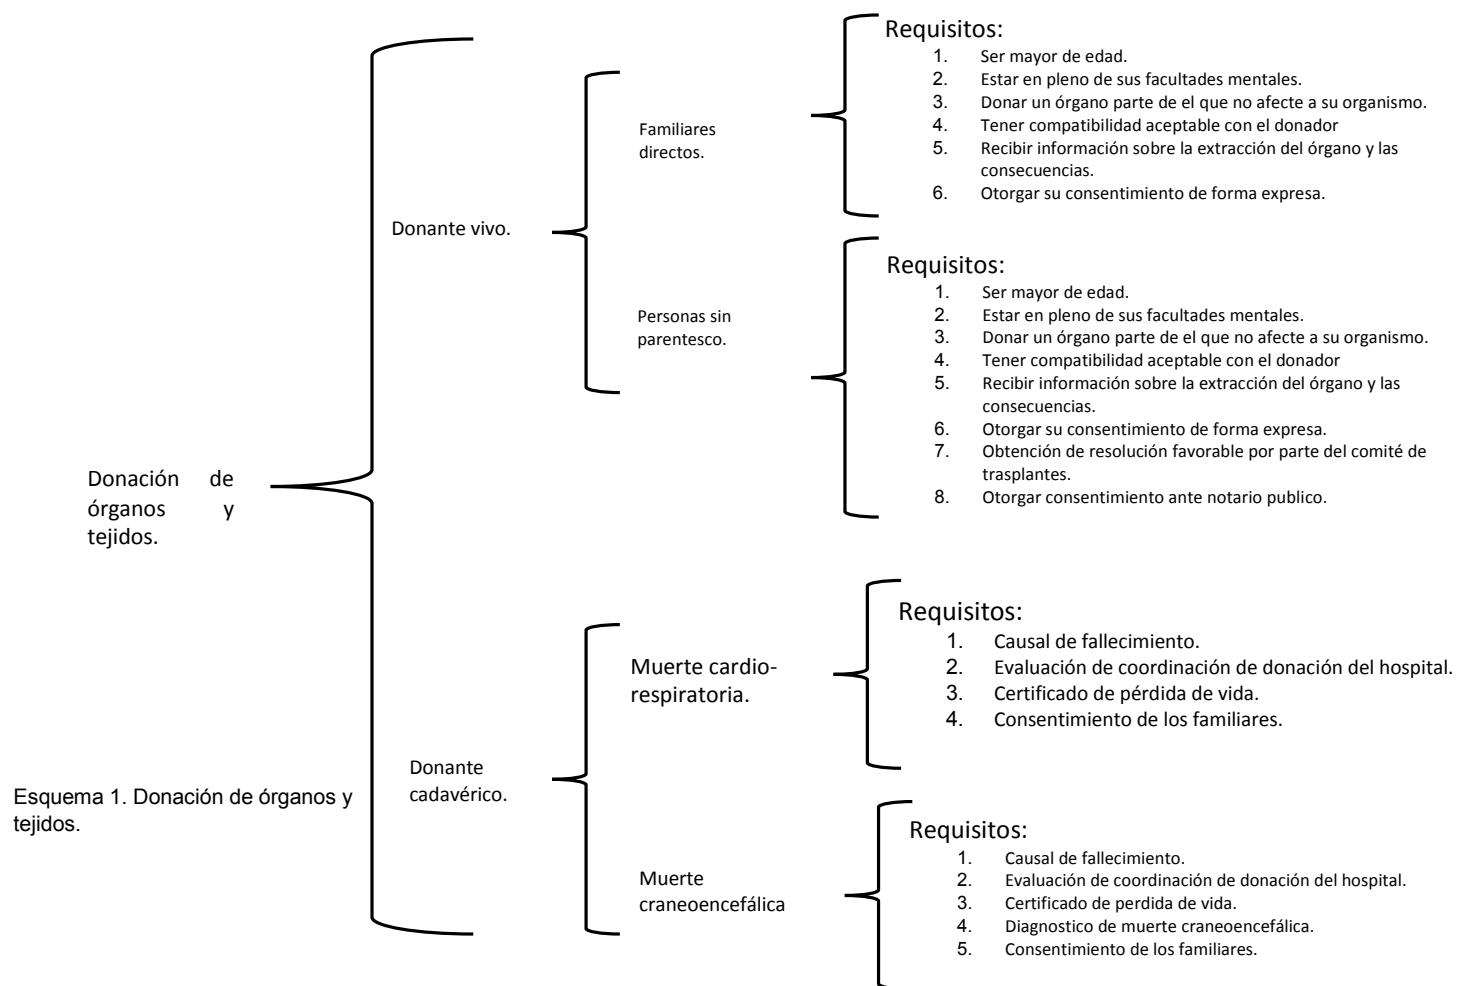 Donación de
órganos y
tejidos.
Donante vivo.
Familiares
directos.
Requisitos:
1. Ser mayor de edad.
2. Estar en pleno de sus facultades mentales.
3. Donar un órgano parte de el que no afecte a su organismo.
4. Tener compatibilidad aceptable con el donador
5. Recibir información sobre la extracción del órgano y las
consecuencias.
6. Otorgar su consentimiento de forma expresa.
Personas sin
parentesco.
Requisitos:
1. Ser mayor de edad.
2. Estar en pleno de sus facultades mentales.
3. Donar un órgano parte de el que no afecte a su organismo.
4. Tener compatibilidad aceptable con el donador
5. Recibir información sobre la extracción del órgano y las
consecuencias.
6. Otorgar su consentimiento de forma expresa.
7. Obtención de resolución favorable por parte del comité de
trasplantes.
8. Otorgar consentimiento ante notario publico.
Donante
cadavérico.
Muerte cardio-
respiratoria.
Requisitos:
1. Causal de fallecimiento.
2. Evaluación de coordinación de donación del hospital.
3. Certificado de pérdida de vida.
4. Consentimiento de los familiares.
Muerte
craneoencefálica
Requisitos:
1. Causal de fallecimiento.
2. Evaluación de coordinación de donación del hospital.
3. Certificado de perdida de vida.
4. Diagnostico de muerte craneoencefálica.
5. Consentimiento de los familiares.
Esquema 1. Donación de órganos y
tejidos.